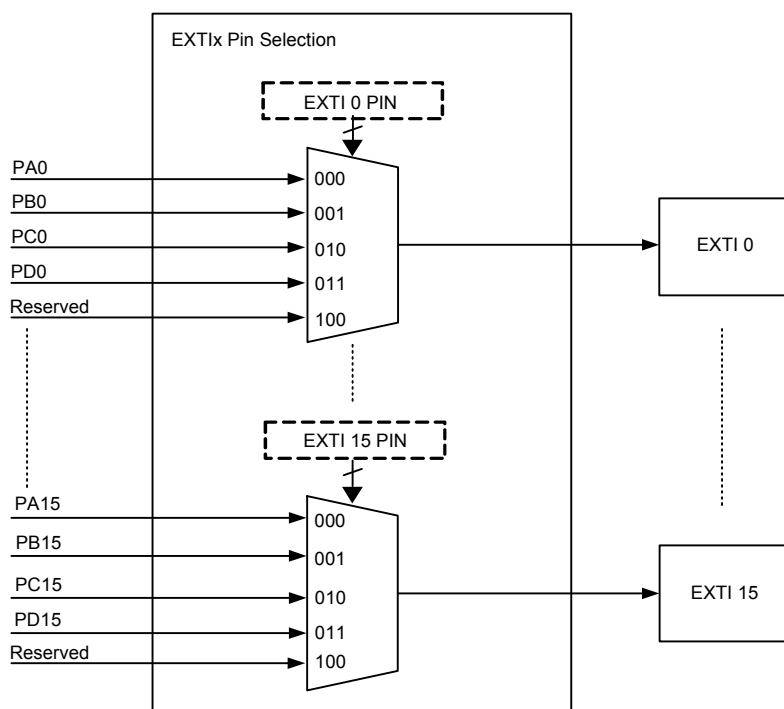 EXTIx Pin Selection
EXTI 0 PIN
PA0
000
PB0
001
PC0
010
EXTI 0
PD0
011
Reserved
100
EXTI 15 PIN
PA15
000
PB15
001
PC15
010
EXTI 15
PD15
011
Reserved
100